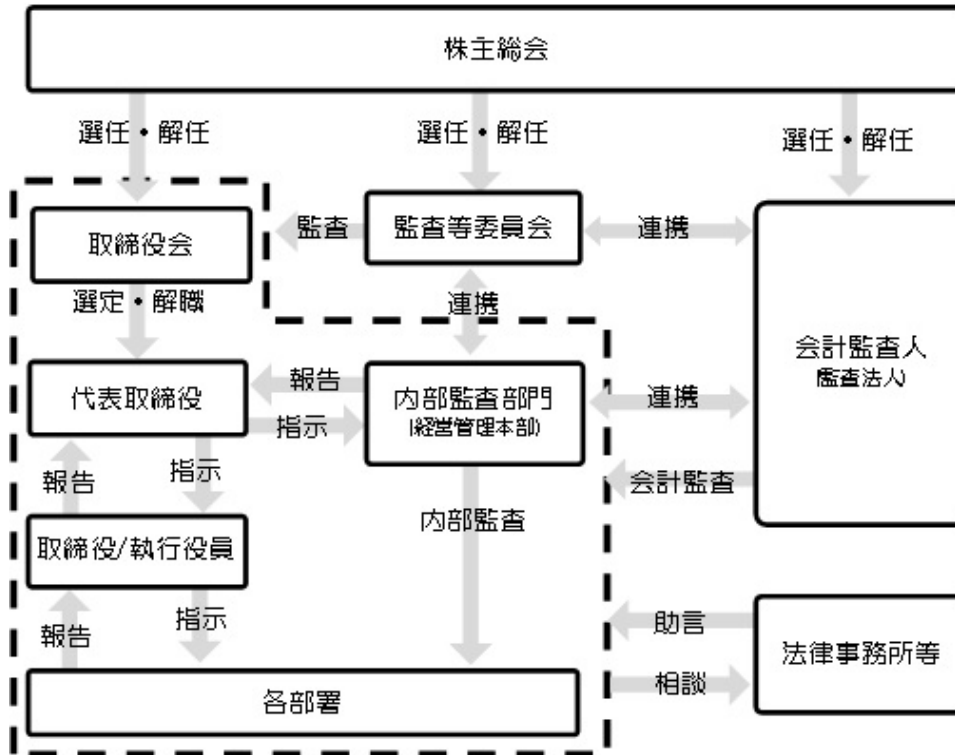 株主総会
選任・解任
選任・解任
選任・解任
取締役会
監査
監査等委員会
連携
選定・解職
連携
会計監査人
(監査法人)
代表取締役
報告
指示
内部監査部門
(経営管理本部)
連携
報告
指示
会計監査
内部監査
取締役/執行役員
報告
指示
助言
相談
法律事務所等
各部署